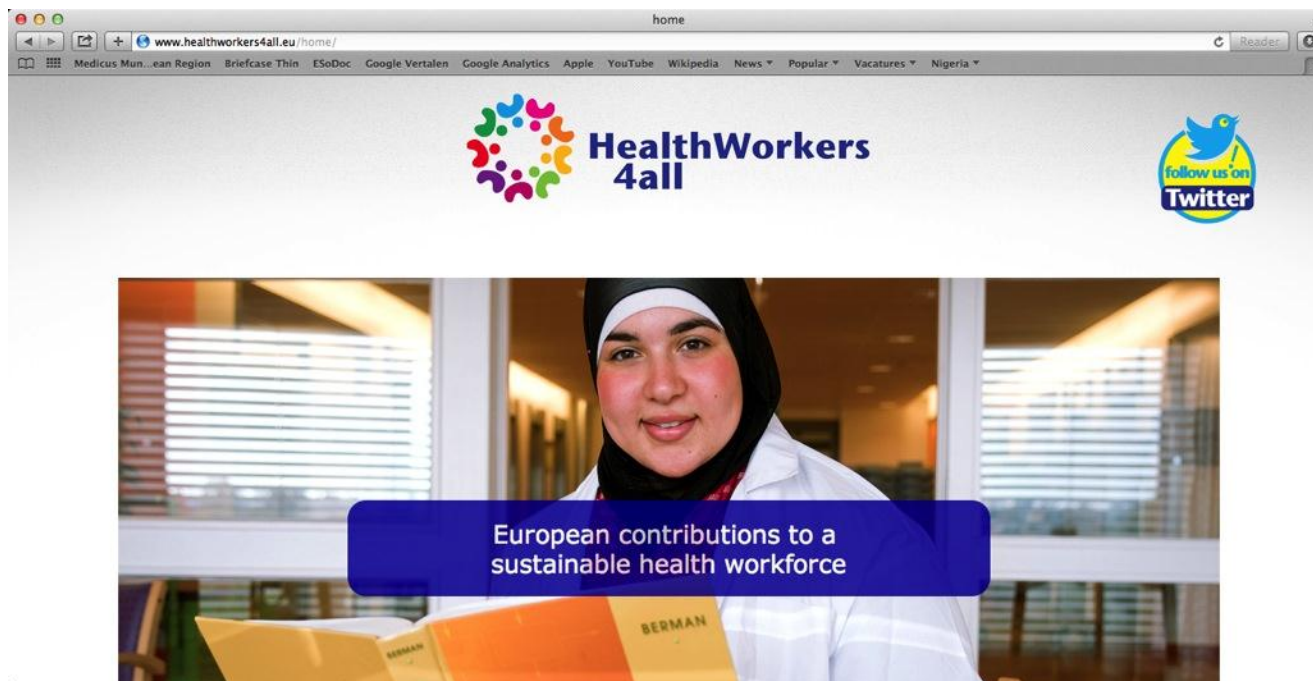 home
www.healthworkers4all.eu/home/
Reader
Medicus Mun...ean Region Briefcase Thin ESoDoc Google Vertalen Google Analytics Apple YouTube Wikipedia News Popular Vacatures Nigeria
HealthWorkers
4all
follow us on
Twitter
European contributions to a
sustainable health workforce
BERMAN
BERMAN